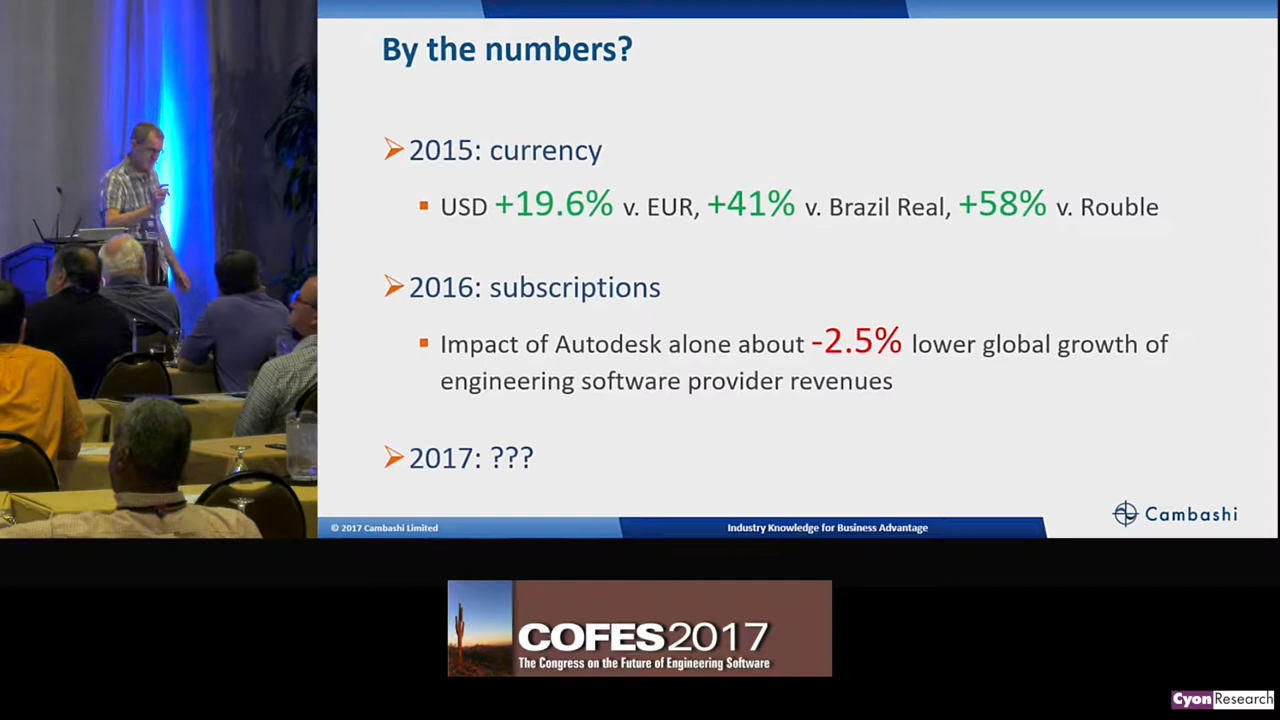 By the numbers?
2015: currency
USD +19.6% v. EUR, +41% v. Brazil Real, +58% v. Rouble
2016: subscriptions
Impact of Autodesk alone about -2.5% lower global growth of
engineering software provider revenues
2017: ???
Cambashi
© 2017 Cambashi Limited
Industry Knowledge for Business Advantage
COFES2017
The Congress on the Future of Engineering Software
CyonResearch